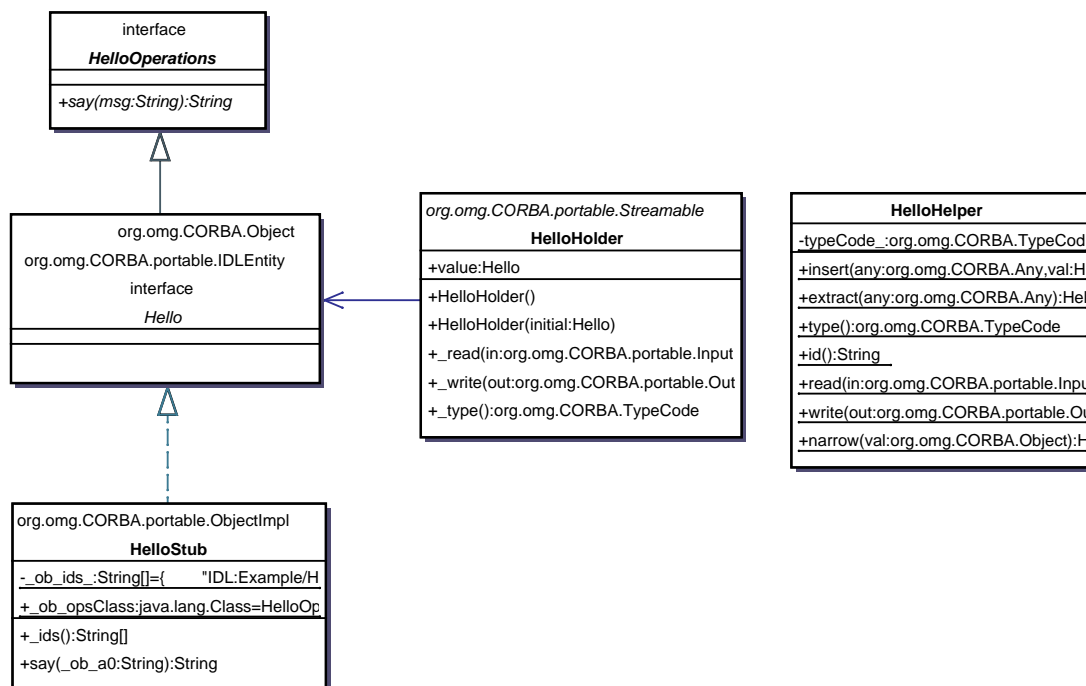 interface
HelloOperations
+say(msg:String):String
org.omg.CORBA.Object
org.omg.CORBA.portable.IDLEntity
interface
Hello
org.omg.CORBA.portable.Streamable
HelloHolder
+value:Hello
+HelloHolder()
+HelloHolder(initial:Hello)
+_read(in:org.omg.CORBA.portable.Input
+_write(out:org.omg.CORBA.portable.Out
+_type():org.omg.CORBA.TypeCode
HelloHelper
-typeCode_:org.omg.CORBA.TypeCod
+insert(any:org.omg.CORBA.Any,val:H
+extract(any:org.omg.CORBA.Any):Hel
+type():org.omg.CORBA.TypeCode
+id():String
+read(in:org.omg.CORBA.portable.Inpu
+write(out:org.omg.CORBA.portable.Ou
+narrow(val:org.omg.CORBA.Object):H
org.omg.CORBA.portable.ObjectImpl
HelloStub
-_ob_ids_:String[]={ "IDL:Example/H
+_ob_opsClass:java.lang.Class=HelloOp
+_ids():String[]
+say(_ob_a0:String):String